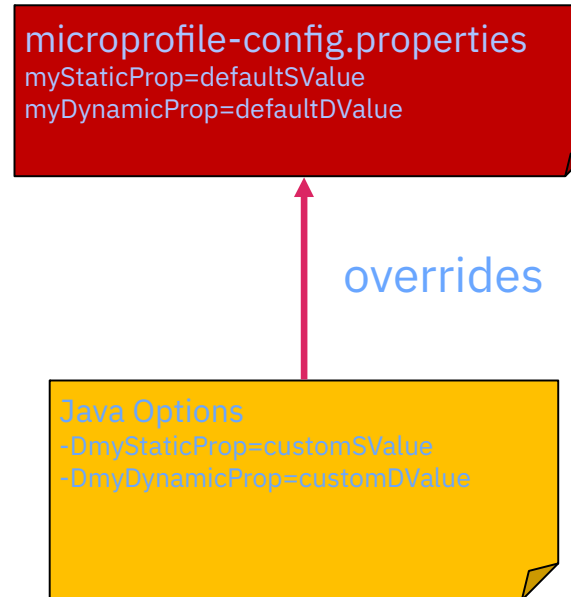 microprofile-config.properties
myStaticProp=defaultSValue
myDynamicProp=defaultDValue
overrides
Java Options
-DmyStaticProp=customSValue
-DmyDynamicProp=customDValue